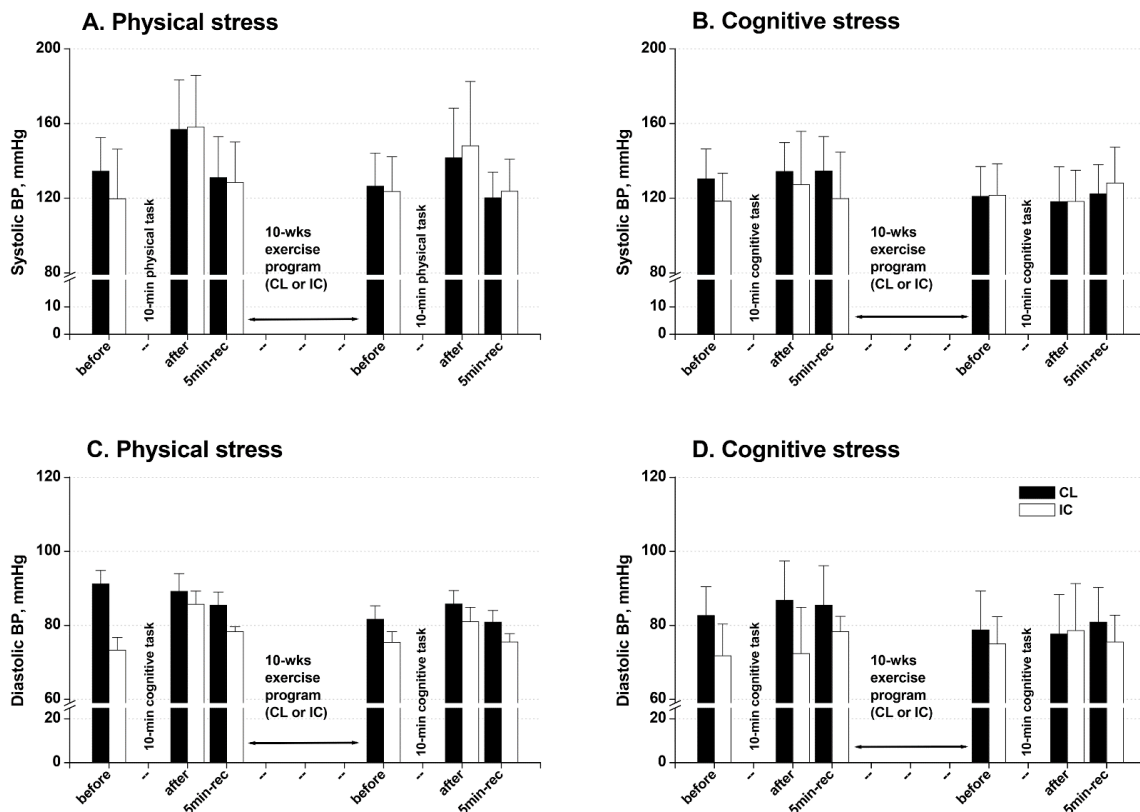 A. Physical stress
200
160
120
80
10
0
Systolic BP, mmHg
10-min physical task
10-wks
exercise
program
(CL or IC)
10-min physical task
before
--
after
5min-rec
--
--
--
before
--
after
5min-rec
B. Cognitive stress
200
160
120
80
10
0
Systolic BP, mmHg
10-min cognitive task
10-wks
exercise
program
(CL or IC)
10-min cognitive task
before
--
after
5min-rec
--
--
--
before
--
after
5min-rec
C. Physical stress
120
100
80
60
20
0
Diastolic BP, mmHg
10-min cognitive task
10-wks
exercise
program
(CL or IC)
10-min cognitive task
before
--
after
5min-rec
--
--
--
before
--
after
5min-rec
D. Cognitive stress
CL
IC
120
100
80
60
20
0
Diastolic BP, mmHg
10-min cognitive task
10-wks
exercise
program
(CL or IC)
10-min cognitive task
before
--
after
5min-rec
--
--
--
before
--
after
5min-rec